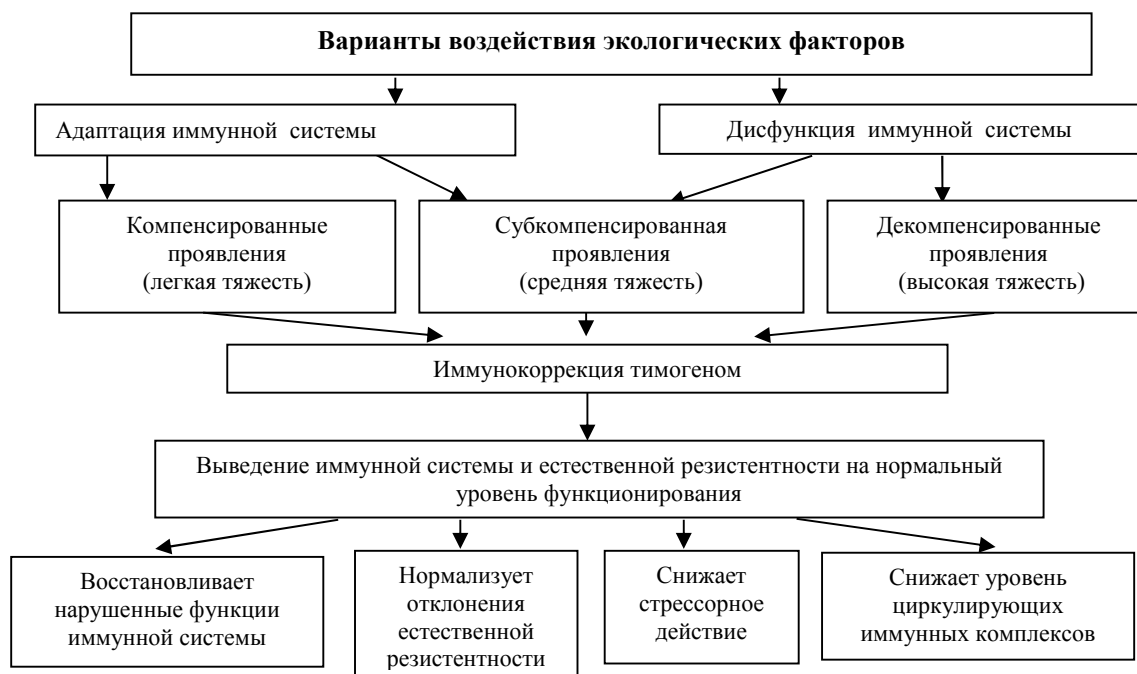 Варианты воздействия экологических факторов
Адаптация иммунной системы
Дисфункция иммунной системы
Компенсированные
проявления
(легкая тяжесть)
Субкомпенсированная
проявления
(средняя тяжесть)
Декомпенсированные
проявления
(высокая тяжесть)
Иммунокоррекция тимогеном
Выведение иммунной системы и естественной резистентности на нормальный
уровень функционирования
Восстановливает
нарушенные функции
иммунной системы
Нормализует
отклонения
естественной
резистентности
Снижает
стрессорное
действие
Снижает уровень
циркулирующих
иммунных комплексов